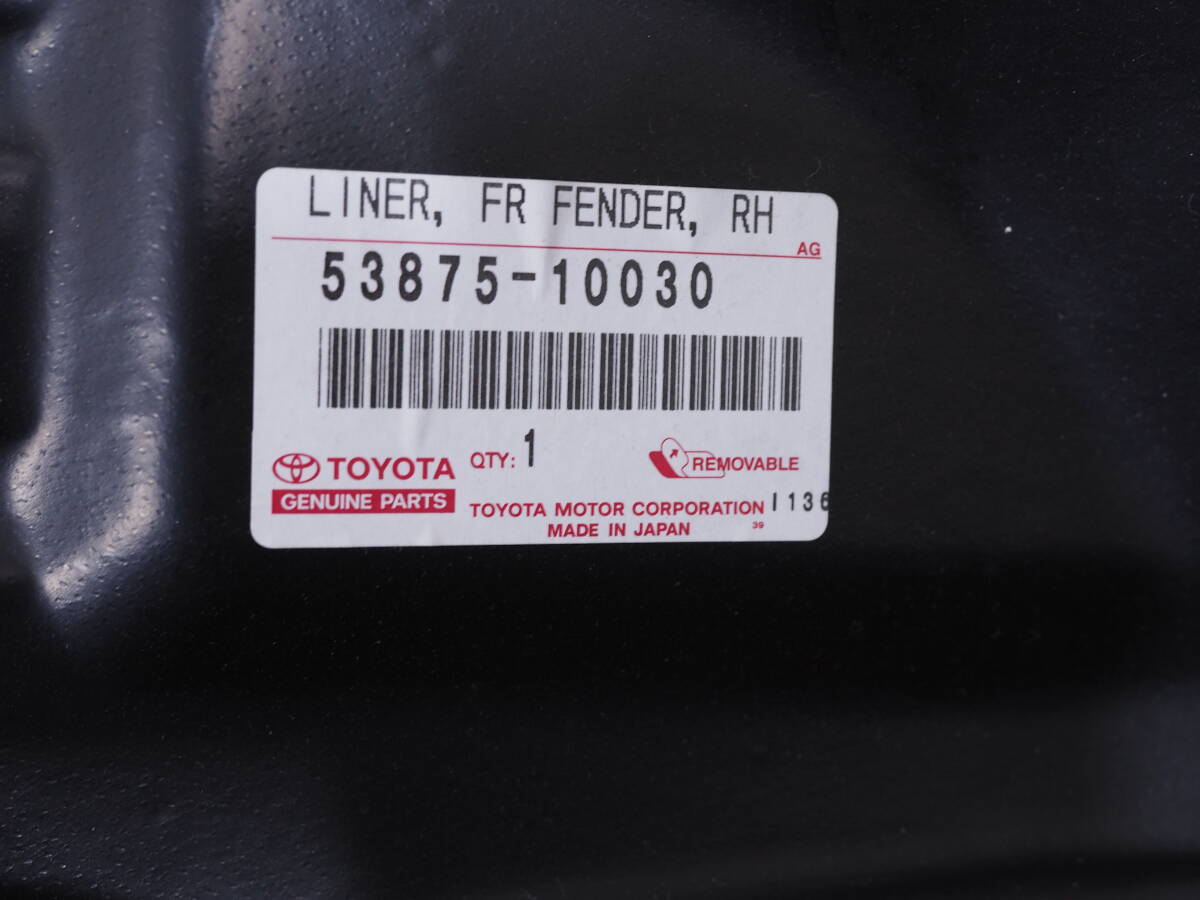 LINER, FR FENDER, RH
AG
53875-10030
TOYOTA QTY: 1 REMOVABLE
GENUINE PARTS TOYOTA MOTOR CORPORATION I136
MADE IN JAPAN 39